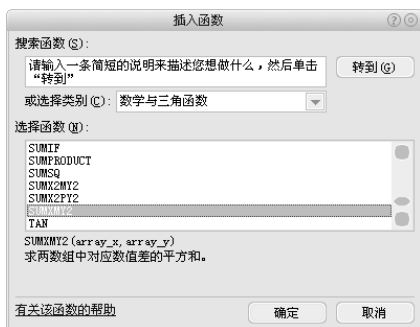 插入函数
搜索函数(S):
请输入一条简短的说明来描述您想做什么，然后单击
“转到”
转到(G)
或选择类别(C): 数学与三角函数
选择函数(N):
SUMIF
SUMPRODUCT
SUMSQ
SUMX2MY2
SUMX2PY2
SUMXMY2
TAN
SUMXMY2(array_x,array_y)
求两数组中对应数值差的平方和。
有关该函数的帮助
确定
取消